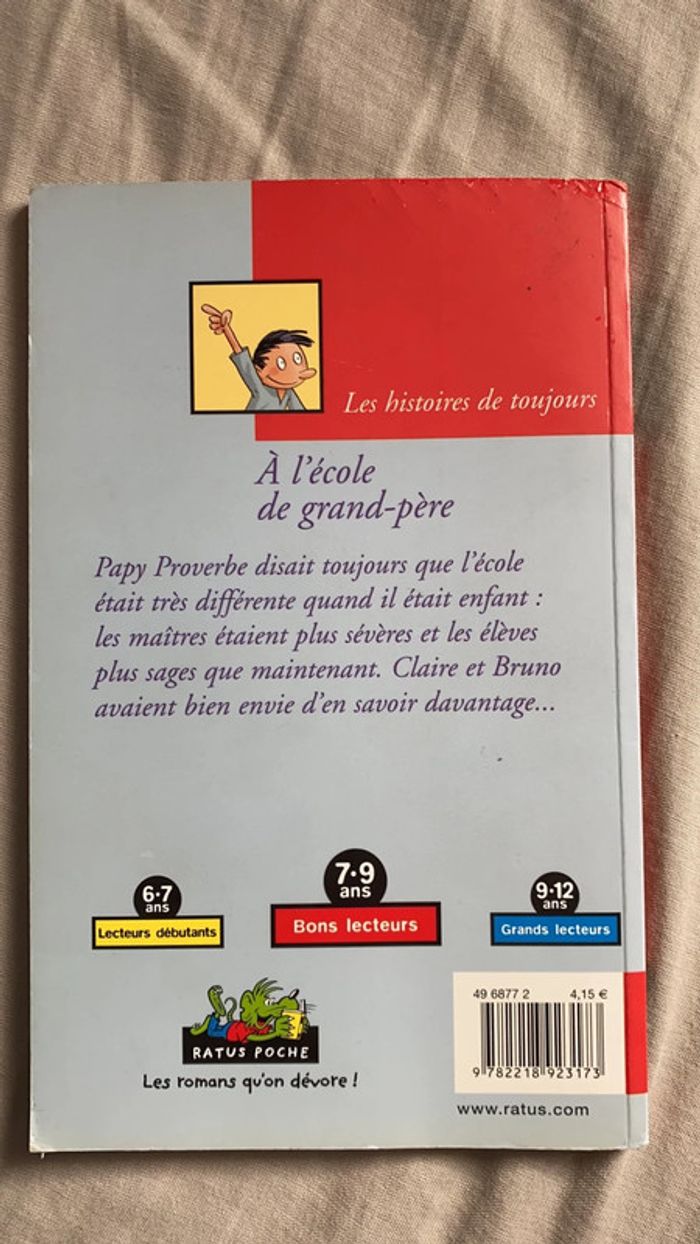 Les histoires de toujours
À l'école
de grand-père
Papy Proverbe disait toujours que l'école
était très différente quand il était enfant :
les maîtres étaient plus sévères et les élèves
plus sages que maintenant. Claire et Bruno
avaient bien envie d'en savoir davantage...
6•7
ans
Lecteurs débutants
7•9
ans
Bons lecteurs
9•12
ans
Grands lecteurs
RATUS POCHE
Les romans qu'on dévore !
49 6877 2 4,15 €
9 782218 923173
www.ratus.com